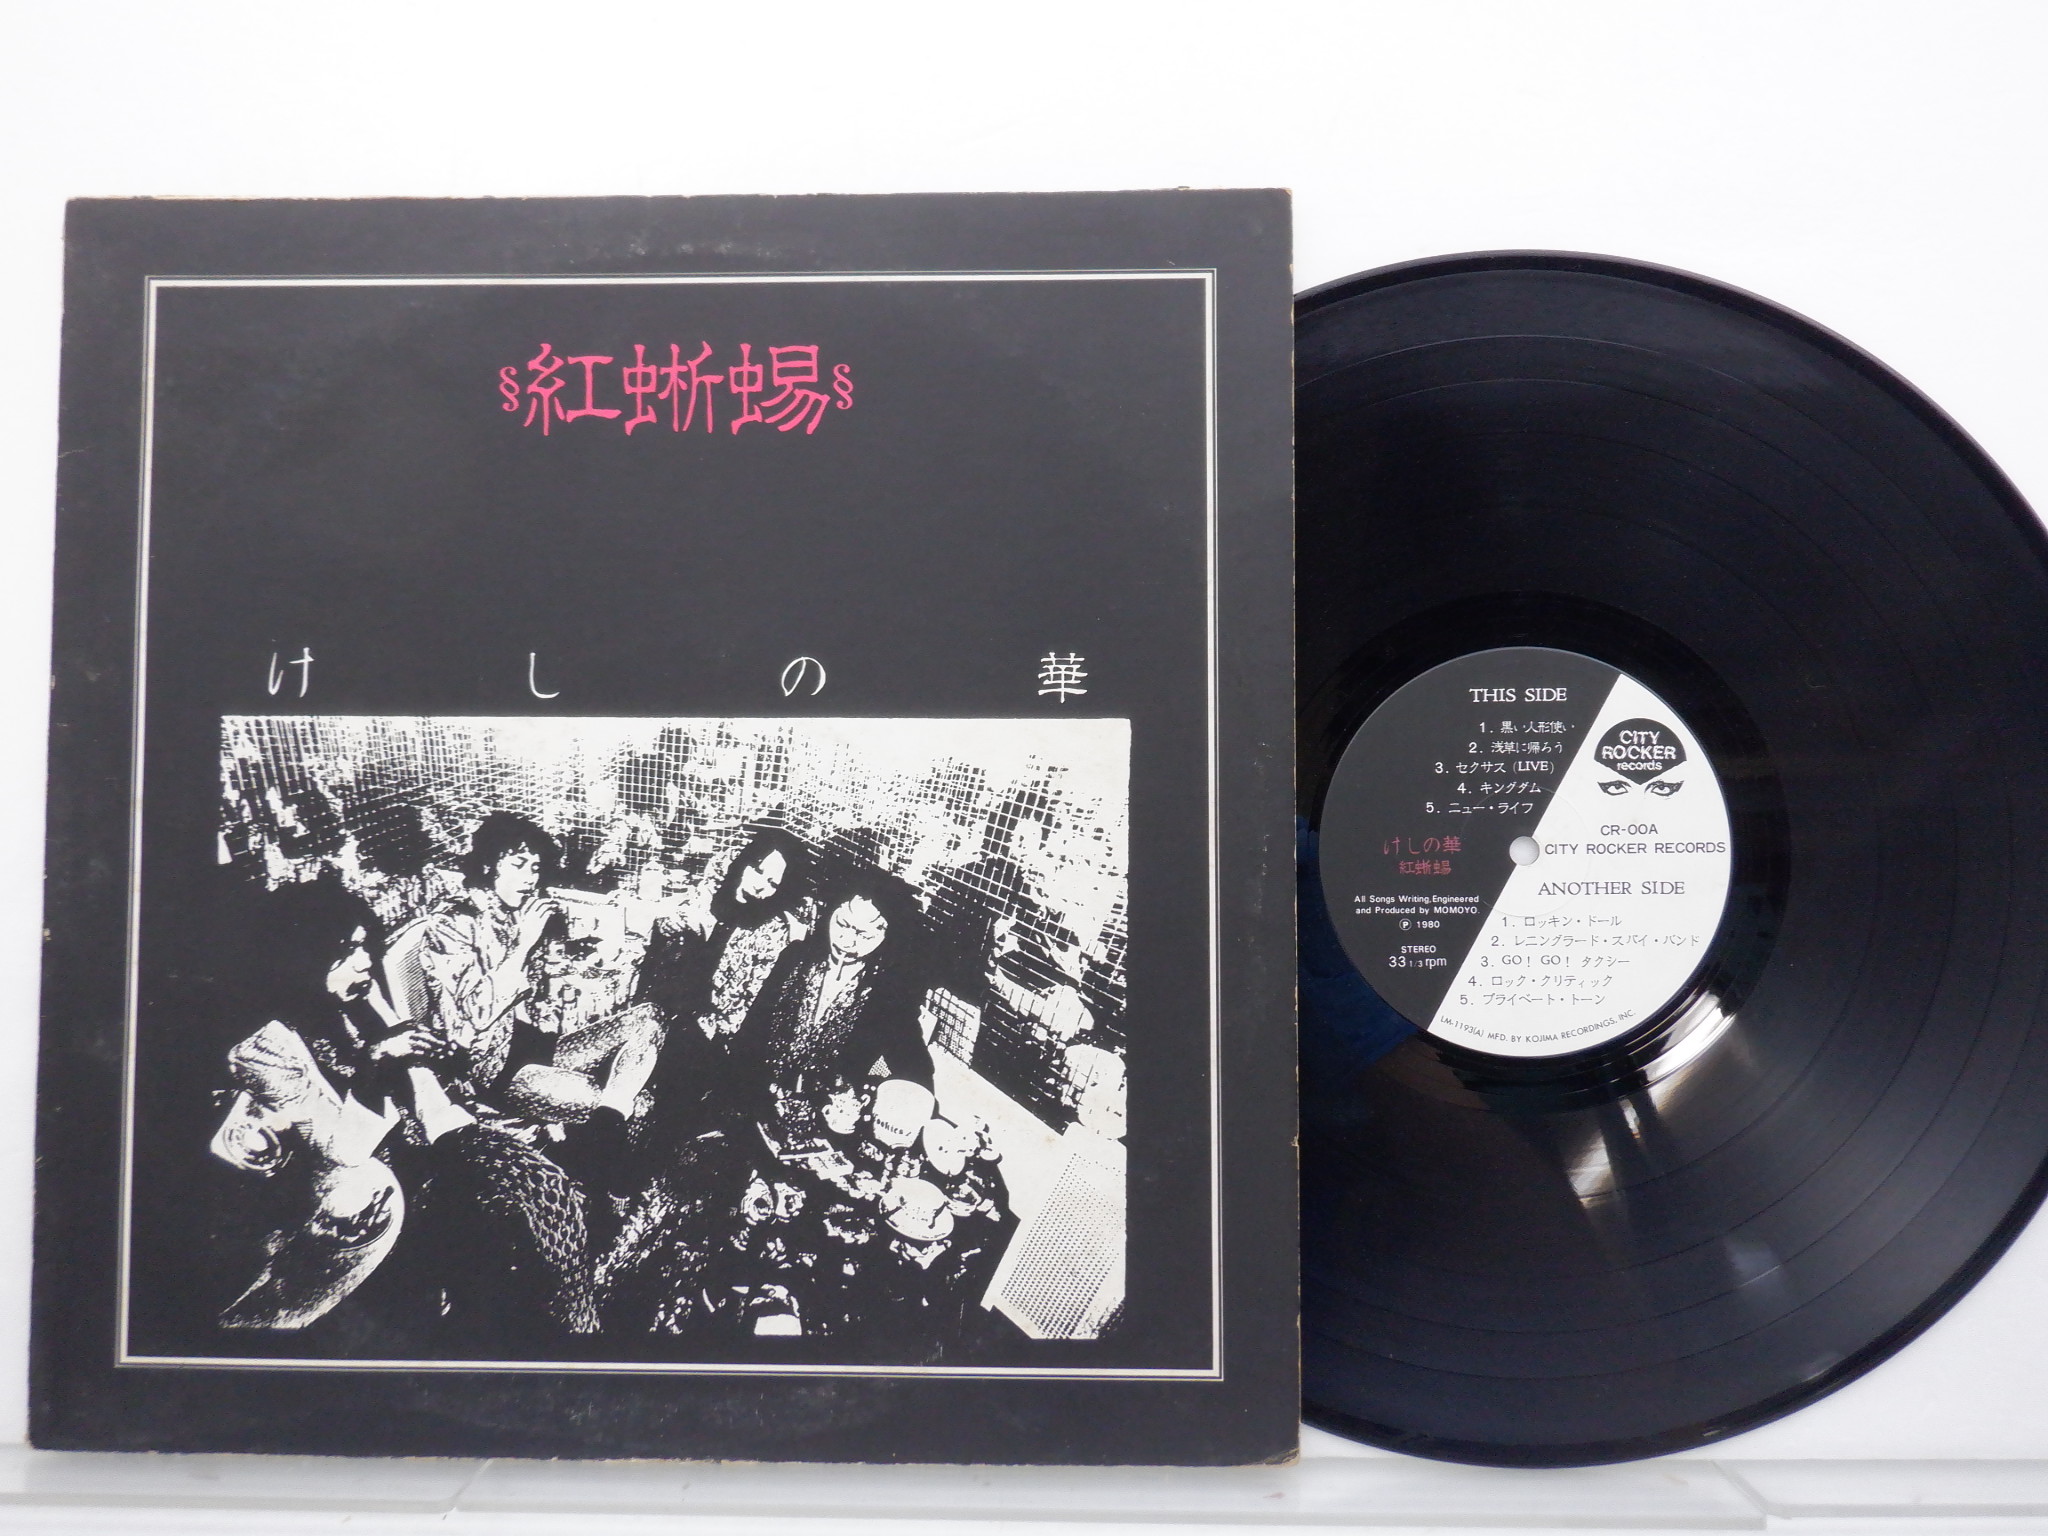 §紅蜥蜴§
けしの華
Cookies
THIS SIDE
1. 黒い人形使い
2. 浅草に帰ろう
3. セクサス (LIVE)
4. キングダム
5. ニュー・ライフ
けしの華
紅蜥蜴
All Songs Writing, Engineered
and Produced by MOMOYO.
Ⓟ 1980
STEREO
33 1/3 rpm
CITY
ROCKER
records
CR-00A
CITY ROCKER RECORDS
ANOTHER SIDE
1. ロッキン・ドール
2. レニングラード・スパイ・バンド
3. GO! GO! タクシー
4. ロック・クリティック
5. プライベート・トーン
LM-1193(A) MFD. BY KOJIMA RECORDINGS, INC.